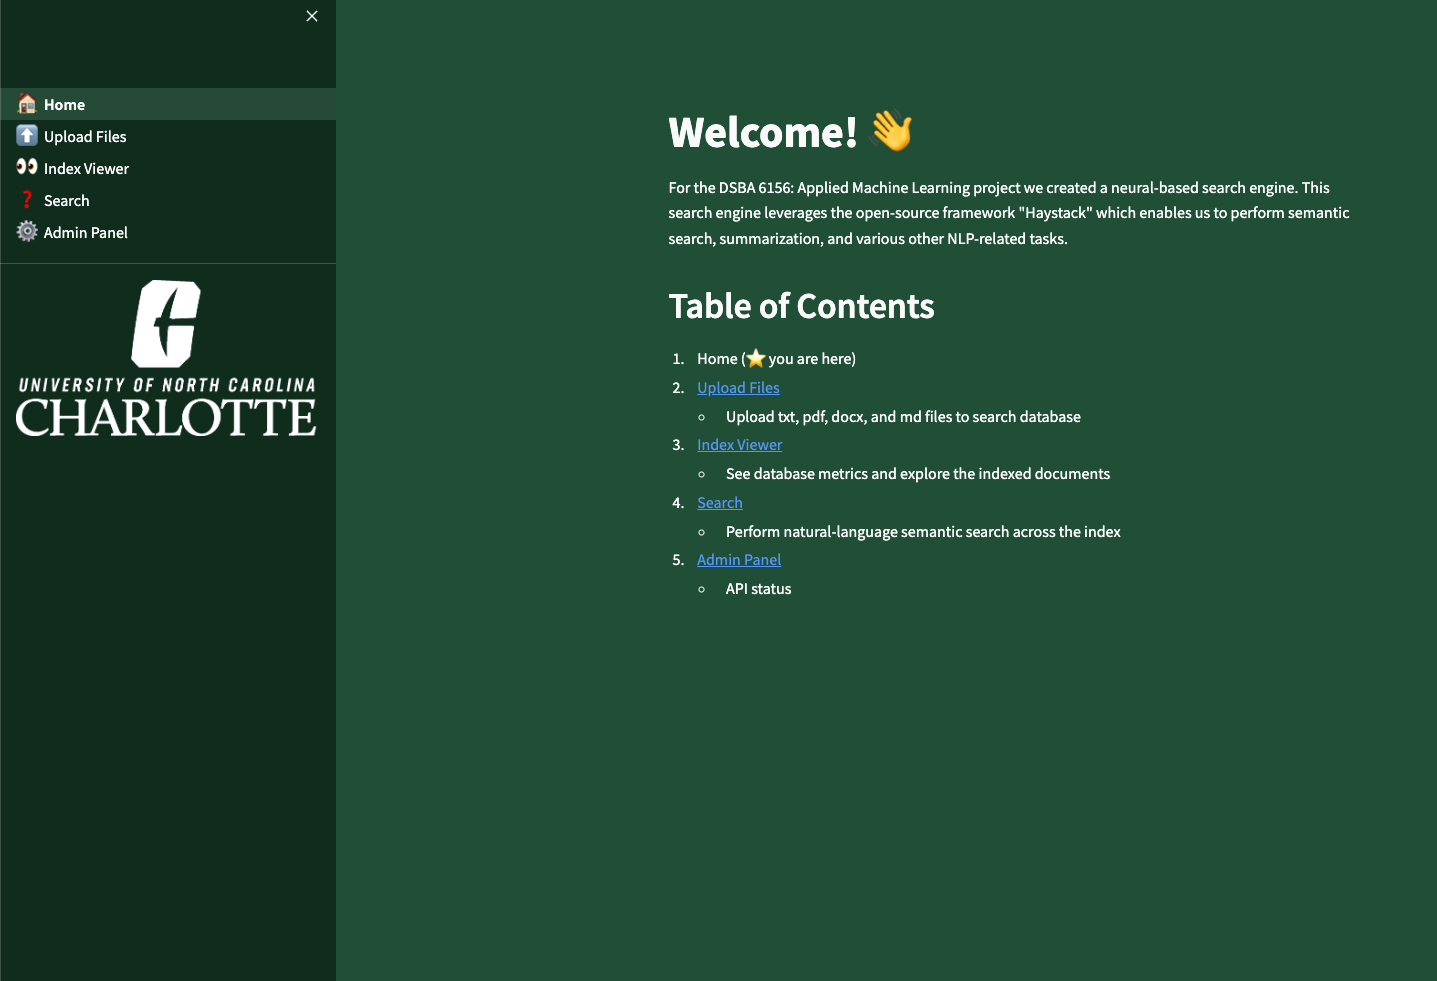 Home
Upload Files
Index Viewer
Search
Admin Panel
UNIVERSITY OF NORTH CAROLINA
CHARLOTTE
Welcome! 👋
For the DSBA 6156: Applied Machine Learning project we created a neural-based search engine. This
search engine leverages the open-source framework "Haystack" which enables us to perform semantic
search, summarization, and various other NLP-related tasks.
Table of Contents
1. Home (⭐ you are here)
2. Upload Files
Upload txt, pdf, docx, and md files to search database
3. Index Viewer
See database metrics and explore the indexed documents
4. Search
Perform natural-language semantic search across the index
5. Admin Panel
API status